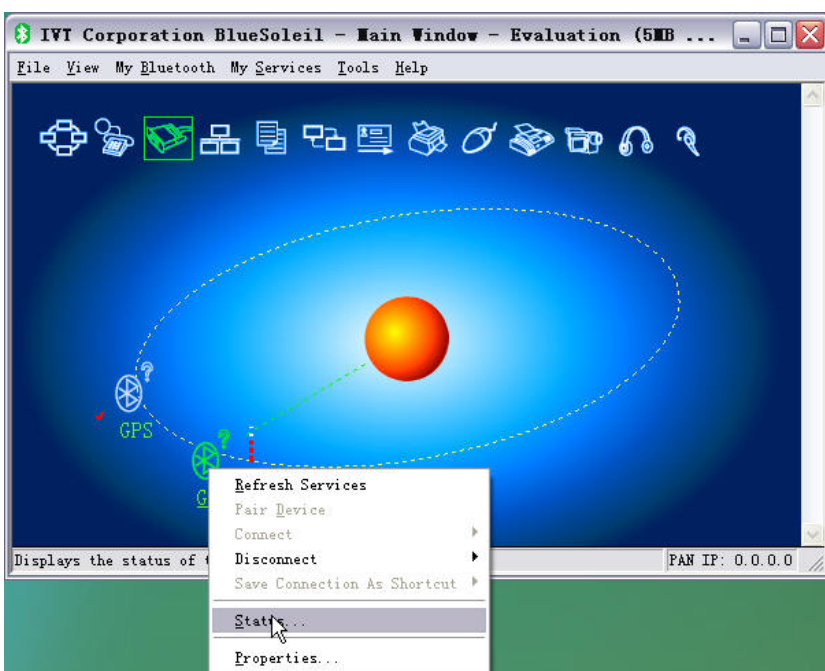 IVT Corporation BlueSoleil - Main Window - Evaluation (5MB ...
File View My Bluetooth My Services Tools Help
GPS
G
Refresh Services
Pair Device
Connect
Disconnect
Displays the status of
PAN IP: 0.0.0.0
Save Connection As Shortcut
Status...
Properties...